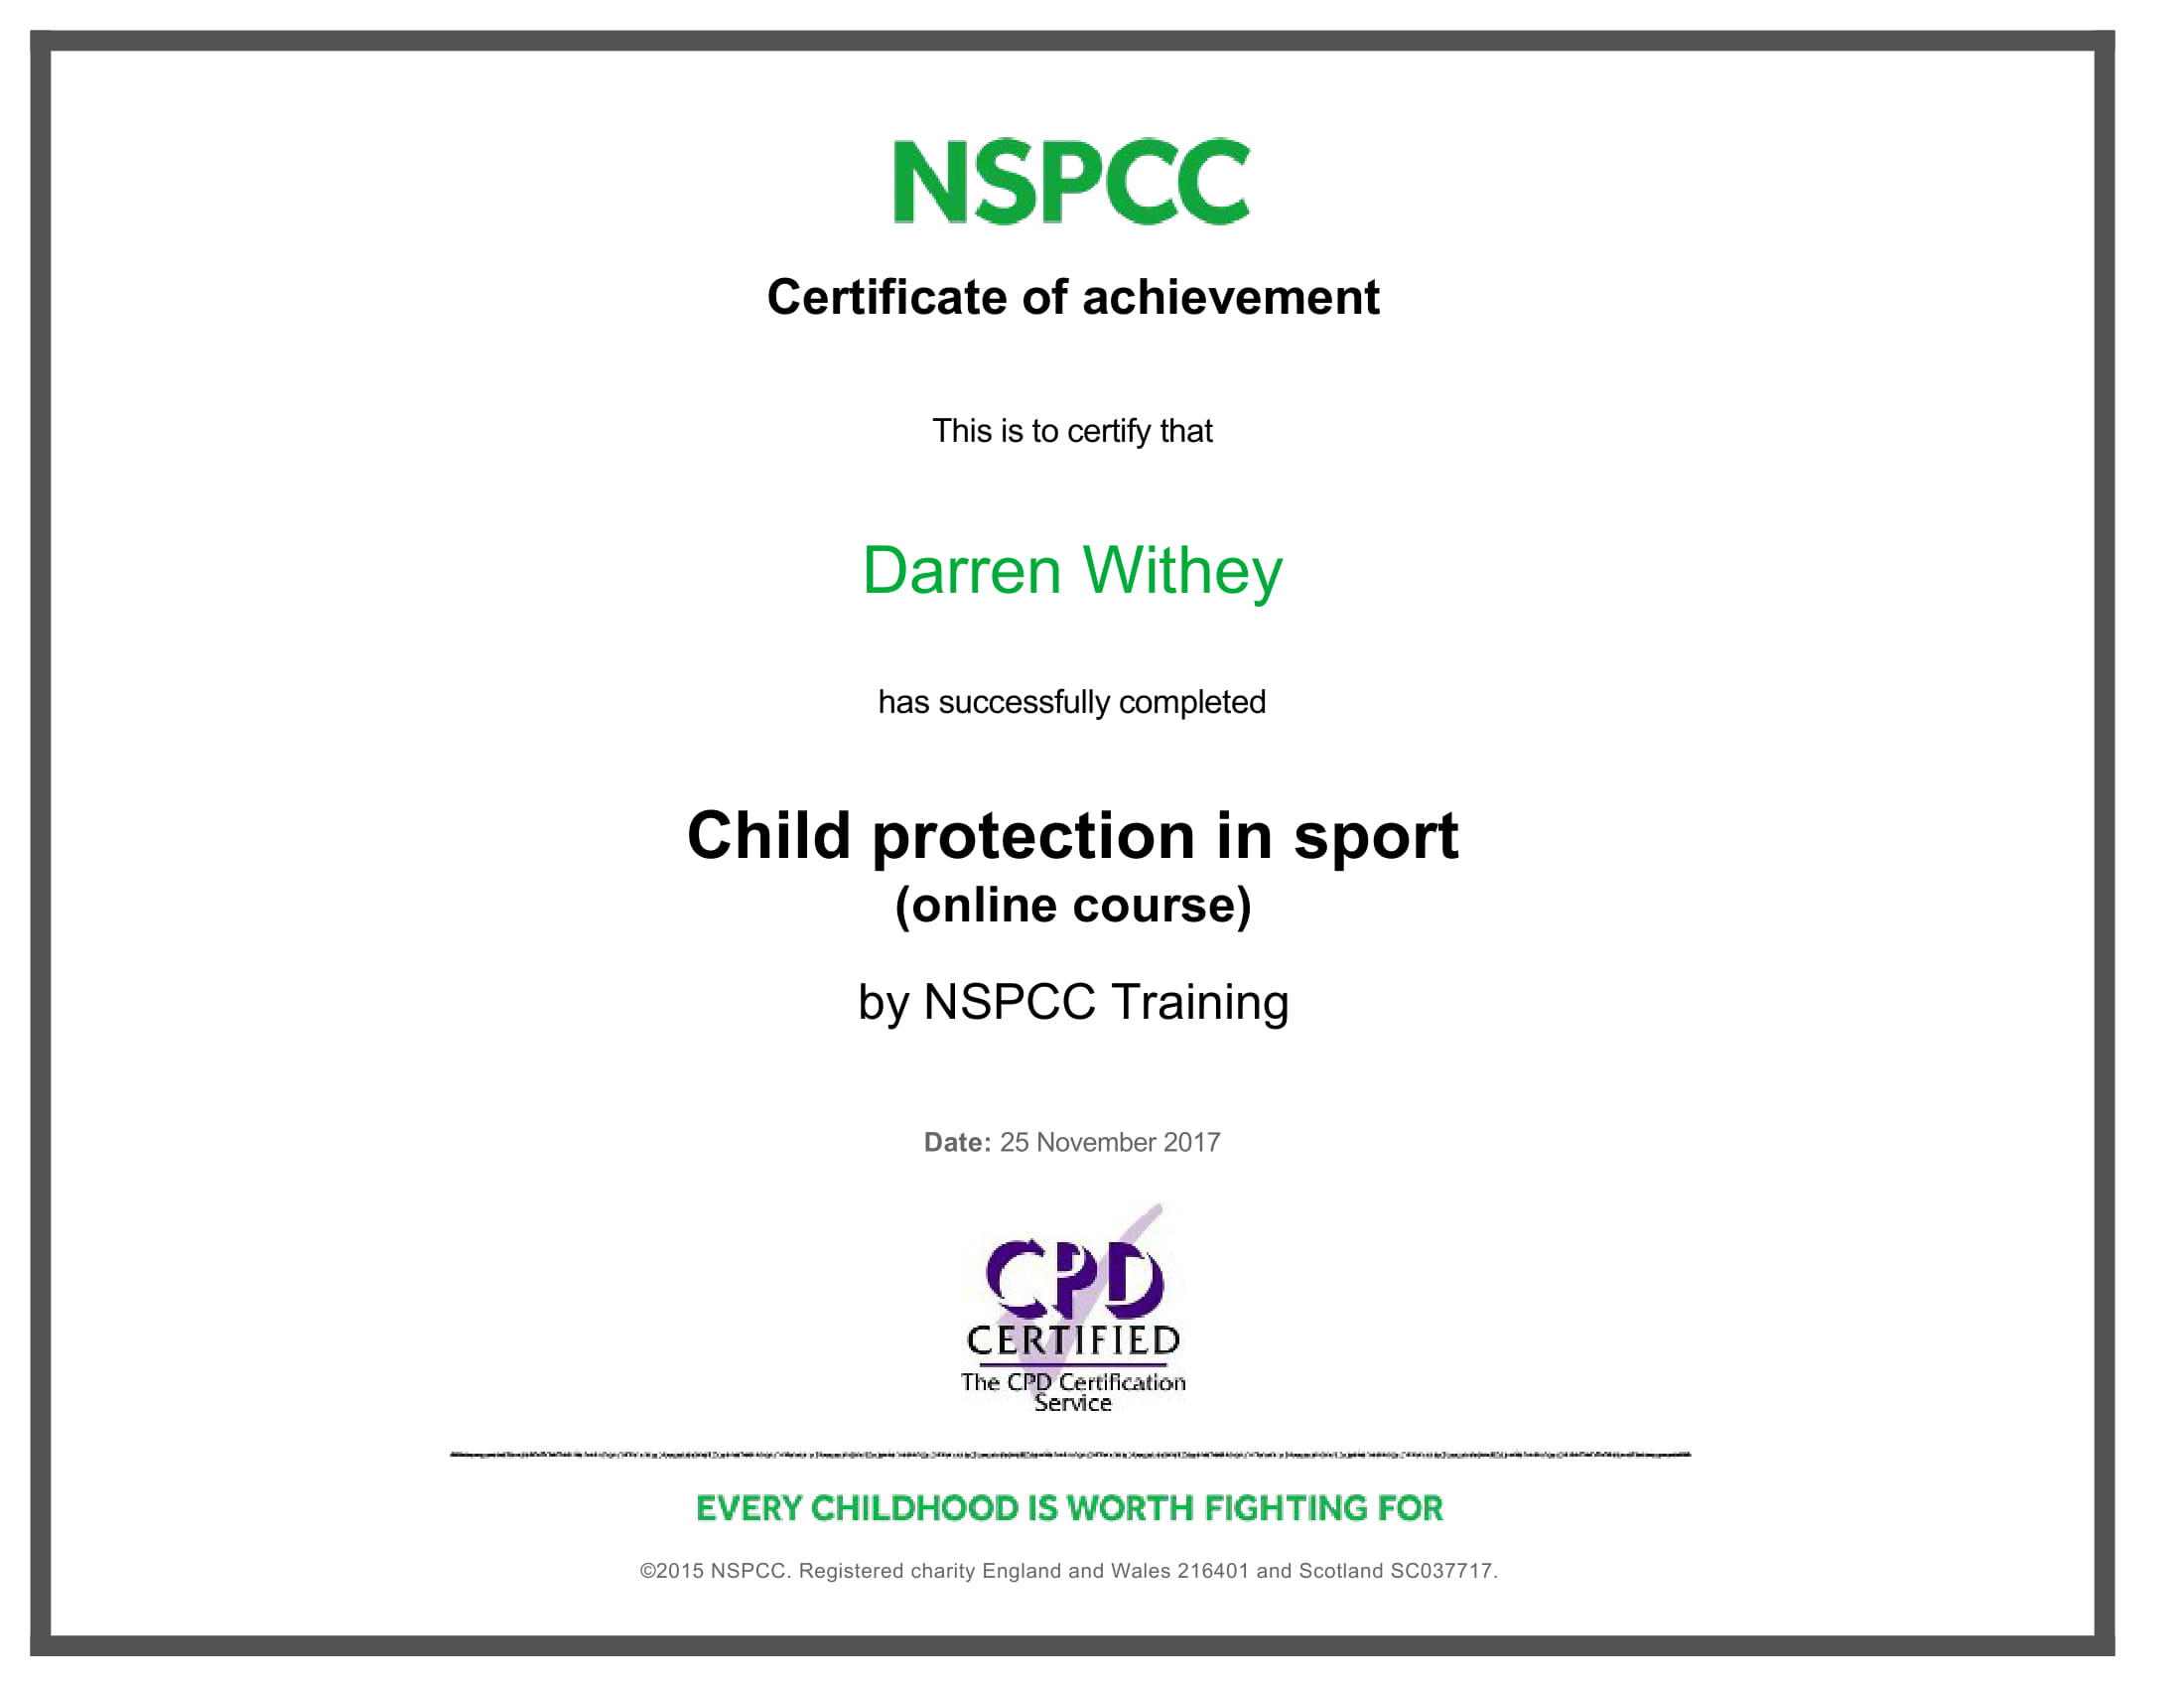 NSPCC
Certificate of achievement
This is to certify that
Darren Withey
has successfully completed
Child protection in sport
(online course)
by NSPCC Training
Date: 25 November 2017
CPD
CERTIFIED
The CPD Certification
Service
EVERY CHILDHOOD IS WORTH FIGHTING FOR
©2015 NSPCC. Registered charity England and Wales 216401 and Scotland SC037717.